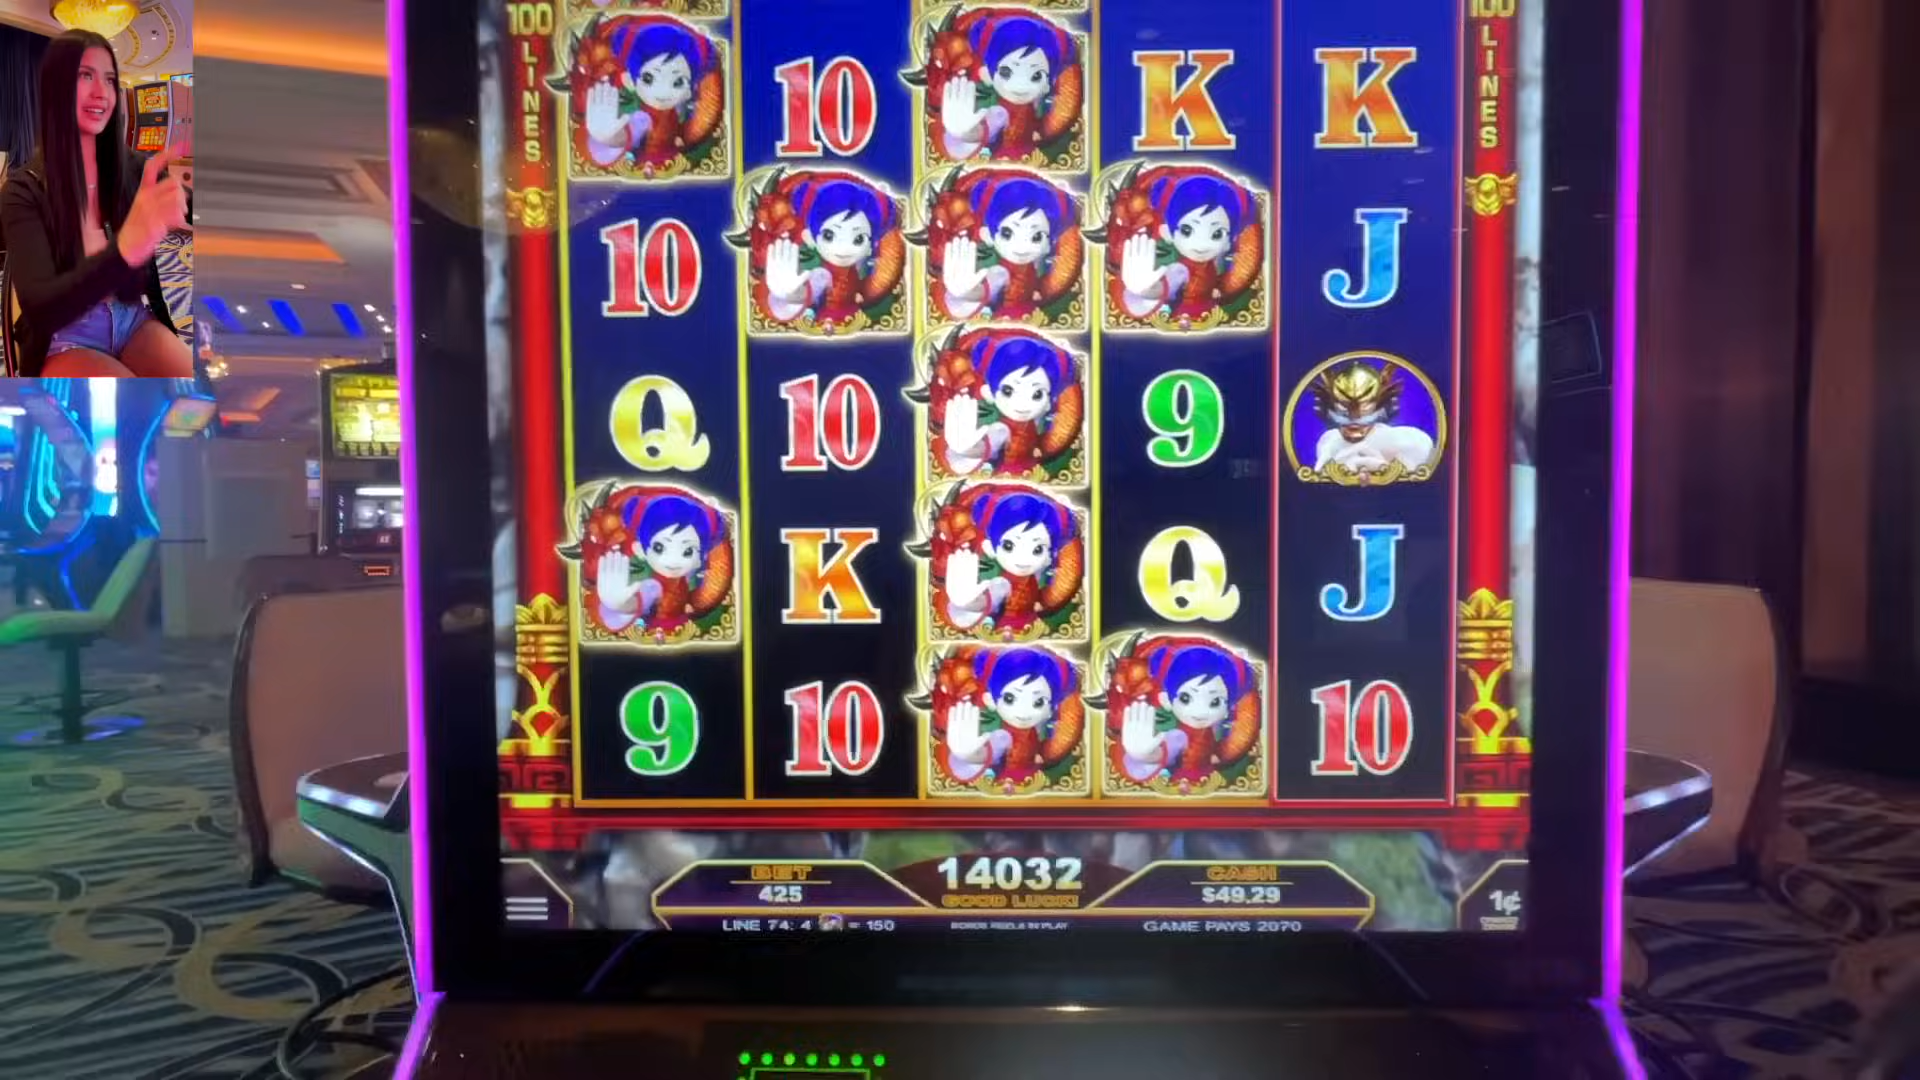 100 LINES
100 LINES
10
K
K
10
J
Q
10
9
K
Q
J
9
10
10
BET
425
14032
GOOD LUCK!
CASH
$49.29
1¢
LINE 74: 4 = 150
BONUS REELS IN PLAY
GAME PAYS 2070